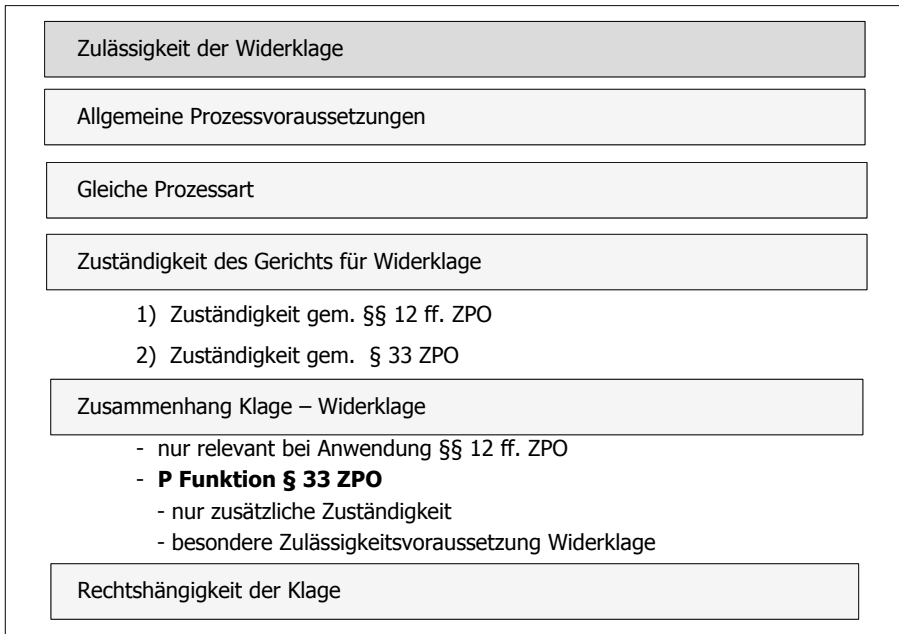 Zulässigkeit der Widerklage
Allgemeine Prozessvoraussetzungen
Gleiche Prozessart
Zuständigkeit des Gerichts für Widerklage
1) Zuständigkeit gem. §§ 12 ff. ZPO
2) Zuständigkeit gem. § 33 ZPO
Zusammenhang Klage – Widerklage
- nur relevant bei Anwendung §§ 12 ff. ZPO
- P Funktion § 33 ZPO
- nur zusätzliche Zuständigkeit
- besondere Zulässigkeitsvoraussetzung Widerklage
Rechtshängigkeit der Klage